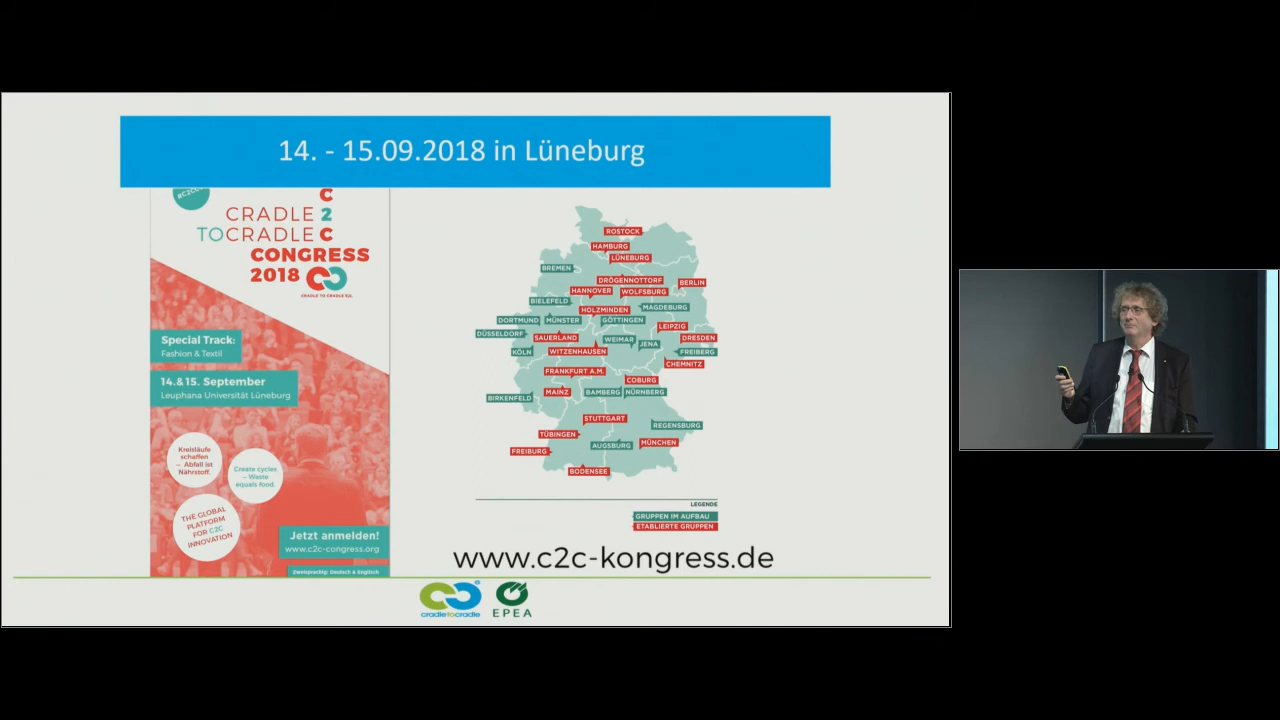 14. - 15.09.2018 in Lüneburg
C
CRADLE 2
TOCRADLE C
CONGRESS
2018
CRADLE TO CRADLE E.V.
Special Track:
Fashion & Textil
14.&15. September
Leuphana Universität Lüneburg
Kreisläufe
schaffen
– Abfall ist
Nährstoff.
Create cycles
– Waste
equals food.
THE GLOBAL
PLATFORM
FOR C2C
INNOVATION
Jetzt anmelden!
www.c2c-congress.org
Zweisprachig: Deutsch & Englisch
ROSTOCK
HAMBURG
LÜNEBURG
BREMEN
DRÖGENNOTTORF
BERLIN
HANNOVER
WOLFSBURG
BIELEFELD
HOLZMINDEN
MAGDEBURG
DORTMUND
MÜNSTER
GÖTTINGEN
LEIPZIG
DÜSSELDORF
SAUERLAND
WEIMAR
JENA
DRESDEN
KÖLN
WITZENHAUSEN
FREIBERG
CHEMNITZ
FRANKFURT A.M.
COBURG
MAINZ
BAMBERG
NÜRNBERG
BIRKENFELD
STUTTGART
REGENSBURG
TÜBINGEN
AUGSBURG
MÜNCHEN
FREIBURG
BODENSEE
LEGENDE
GRUPPEN IM AUFBAU
ETABLIERTE GRUPPEN
www.c2c-kongress.de
cradletocradle
®
EPEA